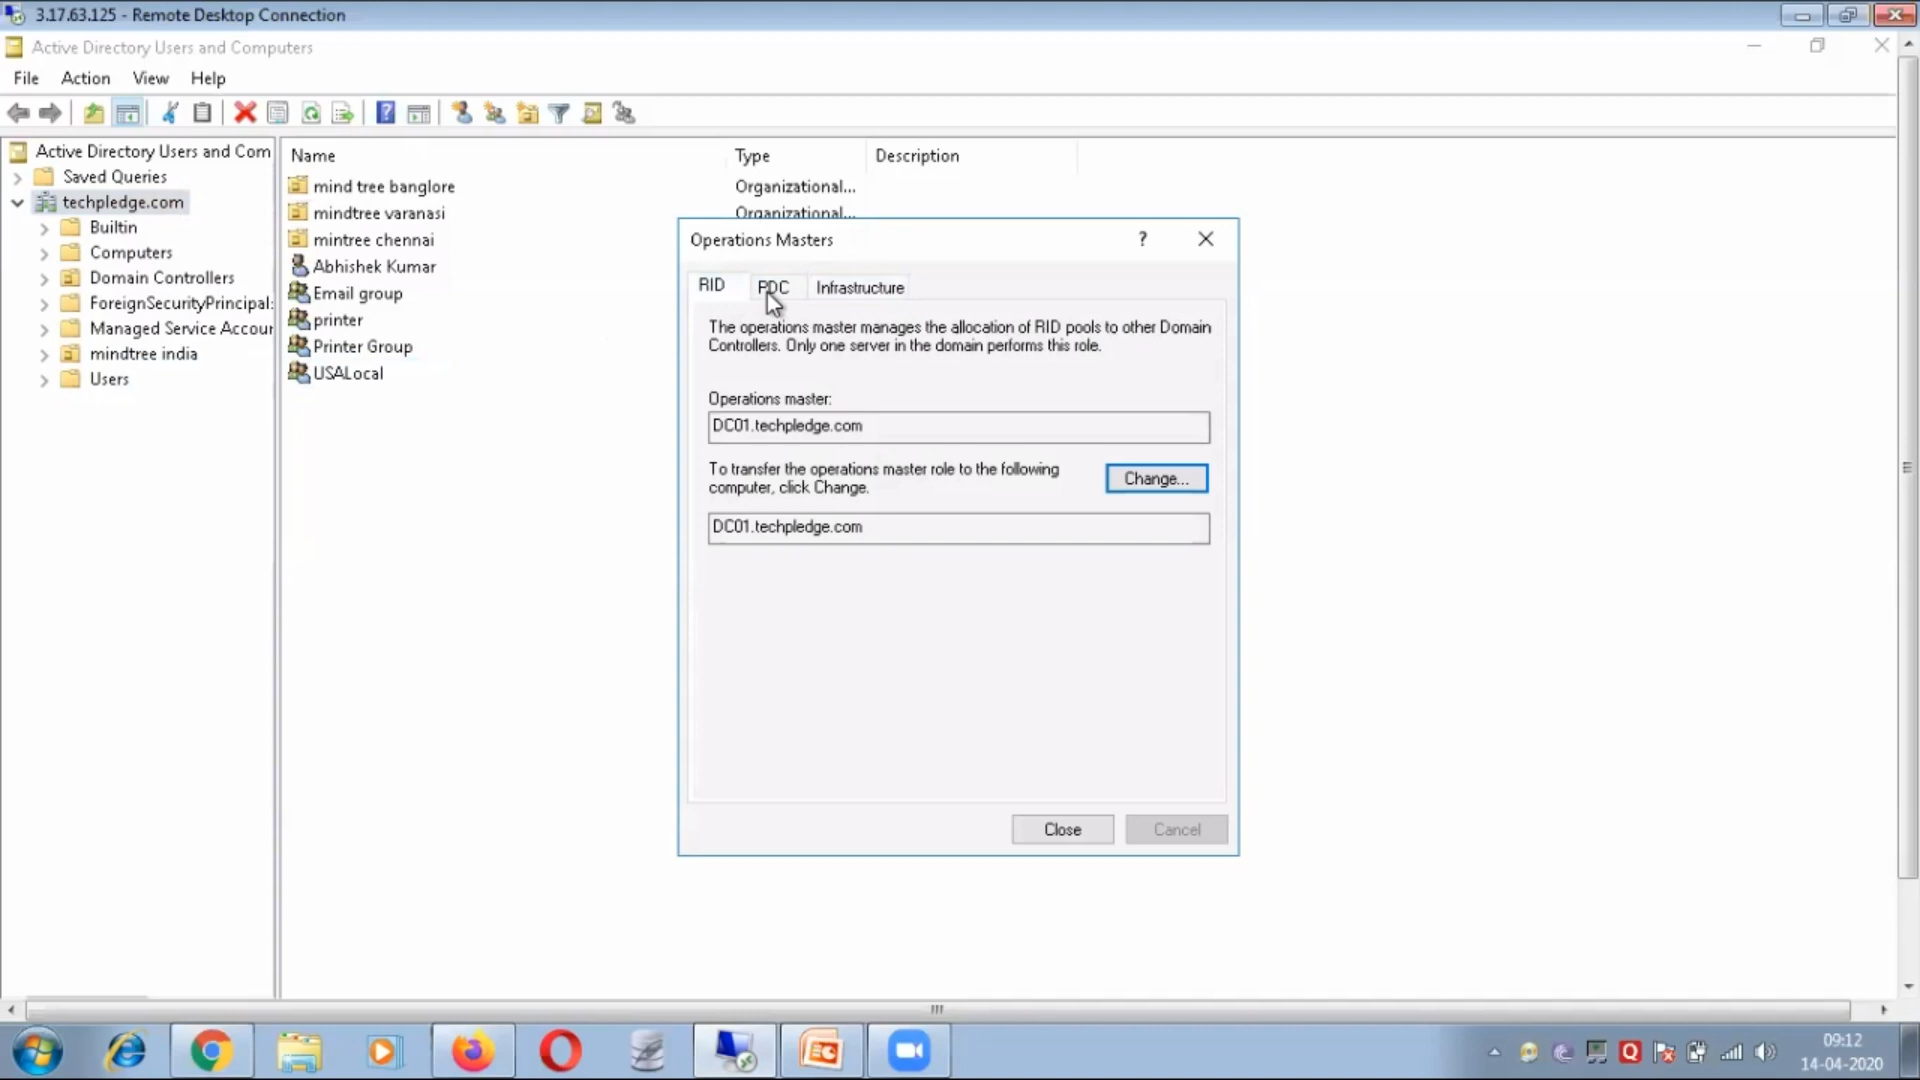 3.17.63.125 - Remote Desktop Connection
Active Directory Users and Computers
File Action View Help
Active Directory Users and Com
Saved Queries
techpledge.com
Builtin
Computers
Domain Controllers
ForeignSecurityPrincipal:
Managed Service Accour
mindtree india
Users
Name Type Description
mind tree banglore Organizational...
mindtree varanasi Organizational...
mintree chennai
Abhishek Kumar
Email group
printer
Printer Group
USALocal
Operations Masters
RID PDC Infrastructure
The operations master manages the allocation of RID pools to other Domain
Controllers. Only one server in the domain performs this role.
Operations master:
DC01.techpledge.com
To transfer the operations master role to the following
computer, click Change.
Change...
DC01.techpledge.com
Close Cancel
09:12
14-04-2020